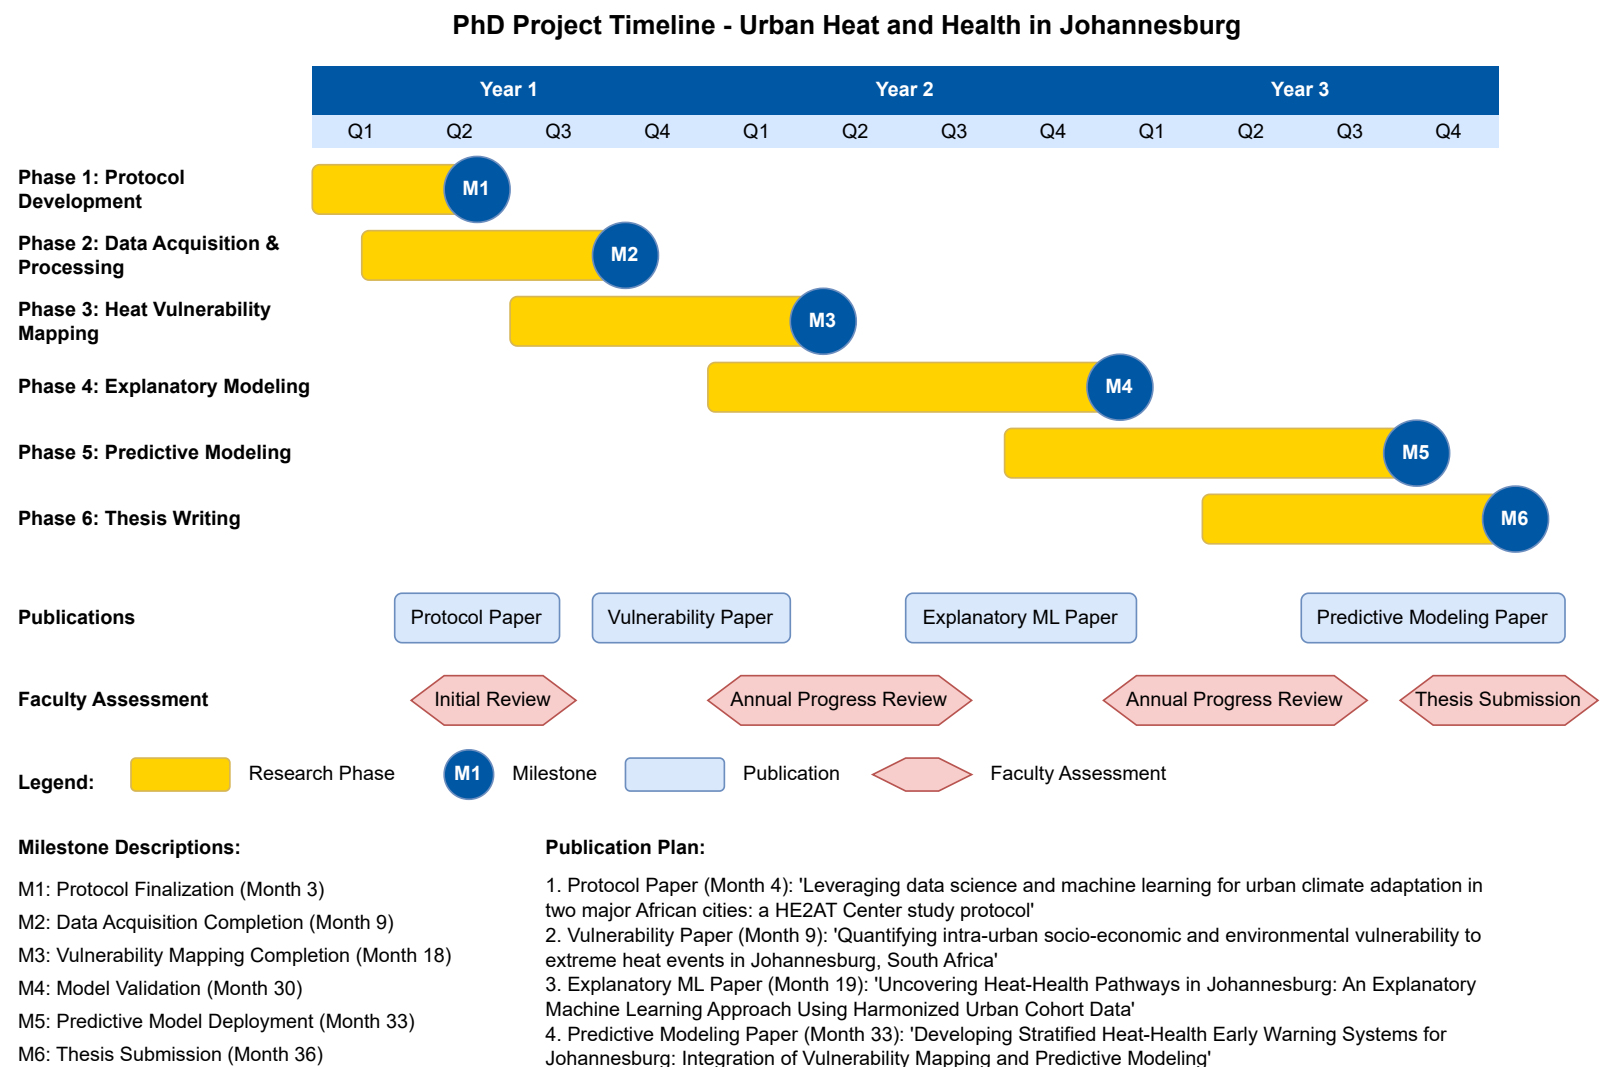 PhD Project Timeline - Urban Heat and Health in Johannesburg
Year 1 Year 2 Year 3
Q1 Q2 Q3 Q4 Q1 Q2 Q3 Q4 Q1 Q2 Q3 Q4
Phase 1: Protocol
Development
M1
Phase 2: Data Acquisition &
Processing
M2
Phase 3: Heat Vulnerability
Mapping
M3
Phase 4: Explanatory Modeling
M4
Phase 5: Predictive Modeling
M5
Phase 6: Thesis Writing
M6
Publications
Protocol Paper
Vulnerability Paper
Explanatory ML Paper
Predictive Modeling Paper
Faculty Assessment
Initial Review
Annual Progress Review
Annual Progress Review
Thesis Submission
Legend:
Research Phase
M1
Milestone
Publication
Faculty Assessment
Milestone Descriptions:
M1: Protocol Finalization (Month 3)
M2: Data Acquisition Completion (Month 9)
M3: Vulnerability Mapping Completion (Month 18)
M4: Model Validation (Month 30)
M5: Predictive Model Deployment (Month 33)
M6: Thesis Submission (Month 36)
Publication Plan:
1. Protocol Paper (Month 4): 'Leveraging data science and machine learning for urban climate adaptation in
two major African cities: a HE2AT Center study protocol'
2. Vulnerability Paper (Month 9): 'Quantifying intra-urban socio-economic and environmental vulnerability to
extreme heat events in Johannesburg, South Africa'
3. Explanatory ML Paper (Month 19): 'Uncovering Heat-Health Pathways in Johannesburg: An Explanatory
Machine Learning Approach Using Harmonized Urban Cohort Data'
4. Predictive Modeling Paper (Month 33): 'Developing Stratified Heat-Health Early Warning Systems for
Johannesburg: Integration of Vulnerability Mapping and Predictive Modeling'